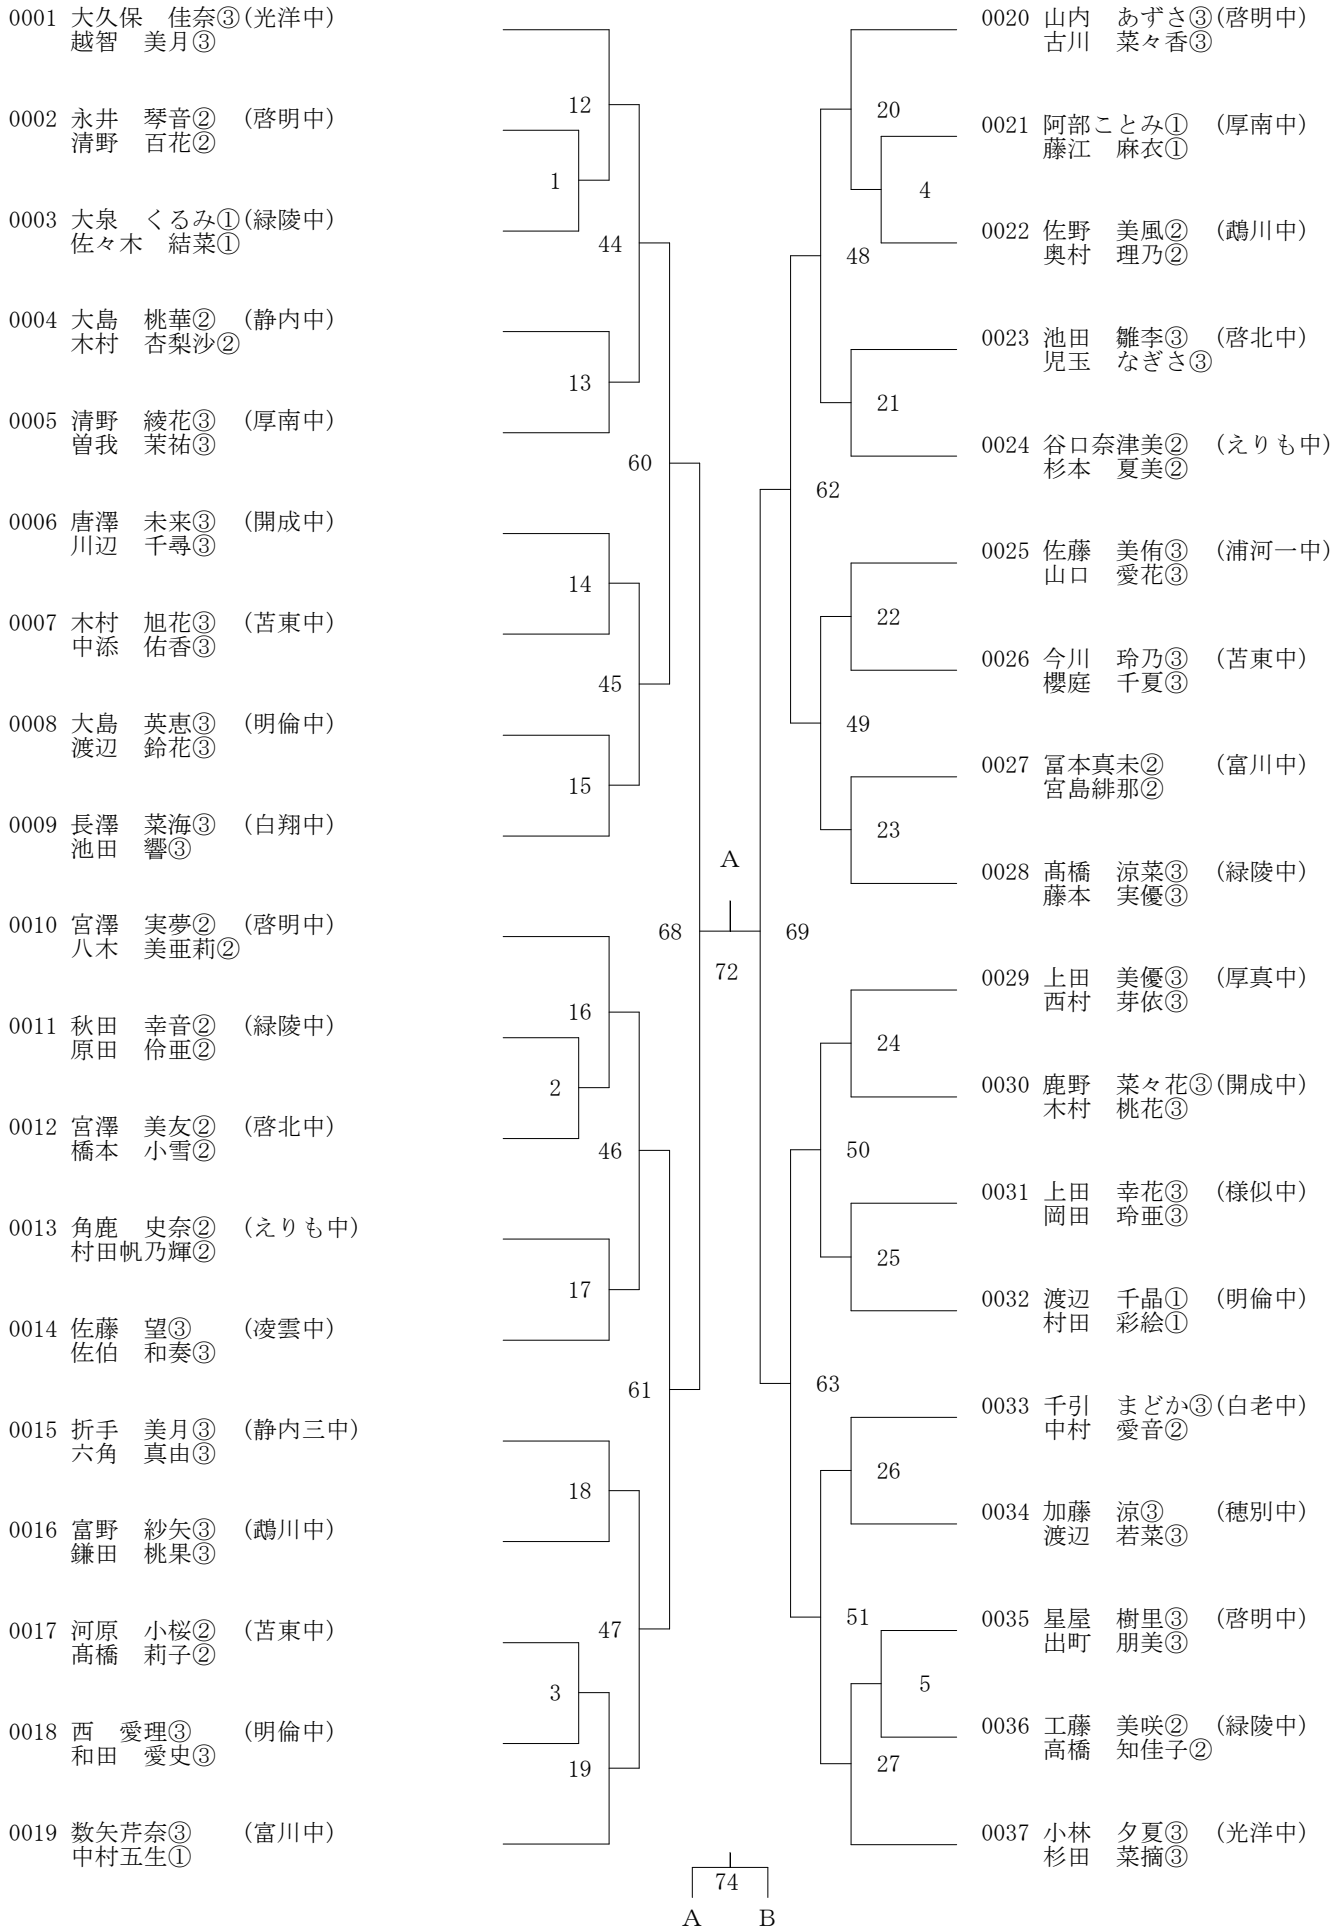 0001 大久保　佳奈③(光洋中)
越智　美月③
0002 永井　琴音②　(啓明中)
清野　百花②
0003 大泉　くるみ①(緑陵中)
佐々木　結菜①
0004 大島　桃華②　(静内中)
木村　杏梨沙②
0005 清野　綾花③　(厚南中)
曽我　茉祐③
0006 唐澤　未来③　(開成中)
川辺　千尋③
0007 木村　旭花③　(苫東中)
中添　佑香③
0008 大島　英恵③　(明倫中)
渡辺　鈴花③
0009 長澤　菜海③　(白翔中)
池田　響③
0010 宮澤　実夢②　(啓明中)
八木　美亜莉②
0011 秋田　幸音②　(緑陵中)
原田　伶亜②
0012 宮澤　美友②　(啓北中)
橋本　小雪②
0013 角鹿　史奈②　(えりも中)
村田帆乃輝②
0014 佐藤　望③　　(凌雲中)
佐伯　和奏③
0015 折手　美月③　(静内三中)
六角　真由③
0016 富野　紗矢③　(鵡川中)
鎌田　桃果③
0017 河原　小桜②　(苫東中)
髙橋　莉子②
0018 西　愛理③　　(明倫中)
和田　愛史③
0019 数矢芹奈③　　(富川中)
中村五生①
12
1
44
13
60
14
45
15
68
16
2
46
17
61
18
47
3
19
A
72
74
A　B
69
20
4
48
21
62
22
49
23
24
50
25
63
26
51
5
27
0020 山内　あずさ③(啓明中)
古川　菜々香③
0021 阿部ことみ①　(厚南中)
藤江　麻衣①
0022 佐野　美風②　(鵡川中)
奥村　理乃②
0023 池田　雛李③　(啓北中)
児玉　なぎさ③
0024 谷口奈津美②　(えりも中)
杉本　夏美②
0025 佐藤　美侑③　(浦河一中)
山口　愛花③
0026 今川　玲乃③　(苫東中)
櫻庭　千夏③
0027 冨本真未②　　(富川中)
宮島緋那②
0028 髙橋　涼菜③　(緑陵中)
藤本　実優③
0029 上田　美優③　(厚真中)
西村　芽依③
0030 鹿野　菜々花③(開成中)
木村　桃花③
0031 上田　幸花③　(様似中)
岡田　玲亜③
0032 渡辺　千晶①　(明倫中)
村田　彩絵①
0033 千引　まどか③(白老中)
中村　愛音②
0034 加藤　涼③　　(穂別中)
渡辺　若菜③
0035 星屋　樹里③　(啓明中)
出町　朋美③
0036 工藤　美咲②　(緑陵中)
高橋　知佳子②
0037 小林　夕夏③　(光洋中)
杉田　菜摘③